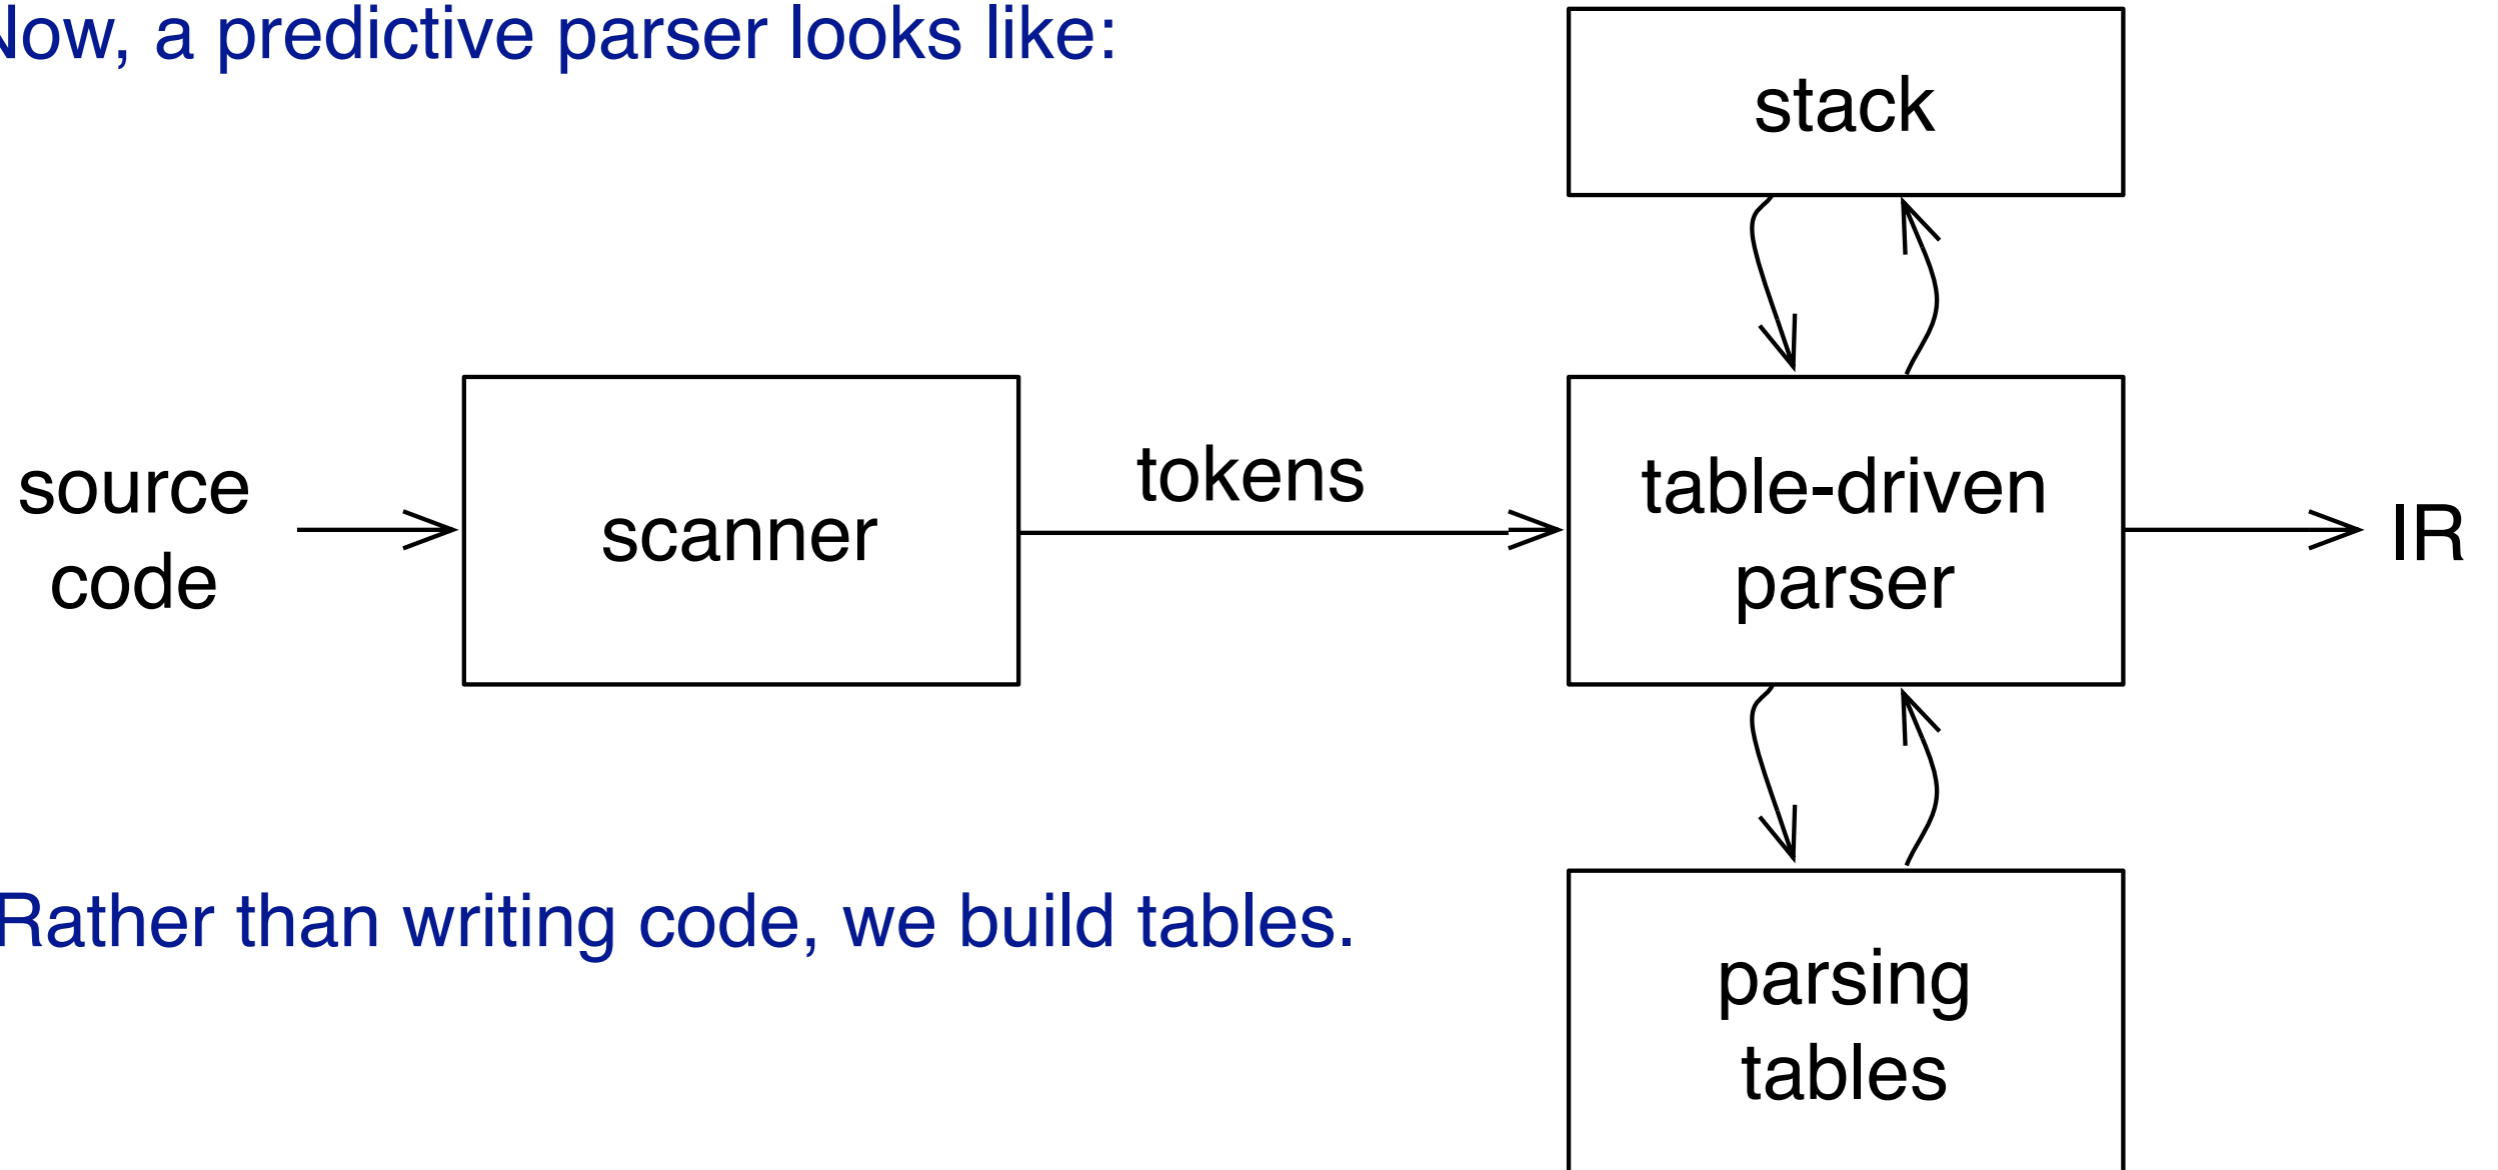 Now, a predictive parser looks like:
stack
source
code
scanner
tokens
table-driven
parser
IR
Rather than writing code, we build tables.
parsing
tables